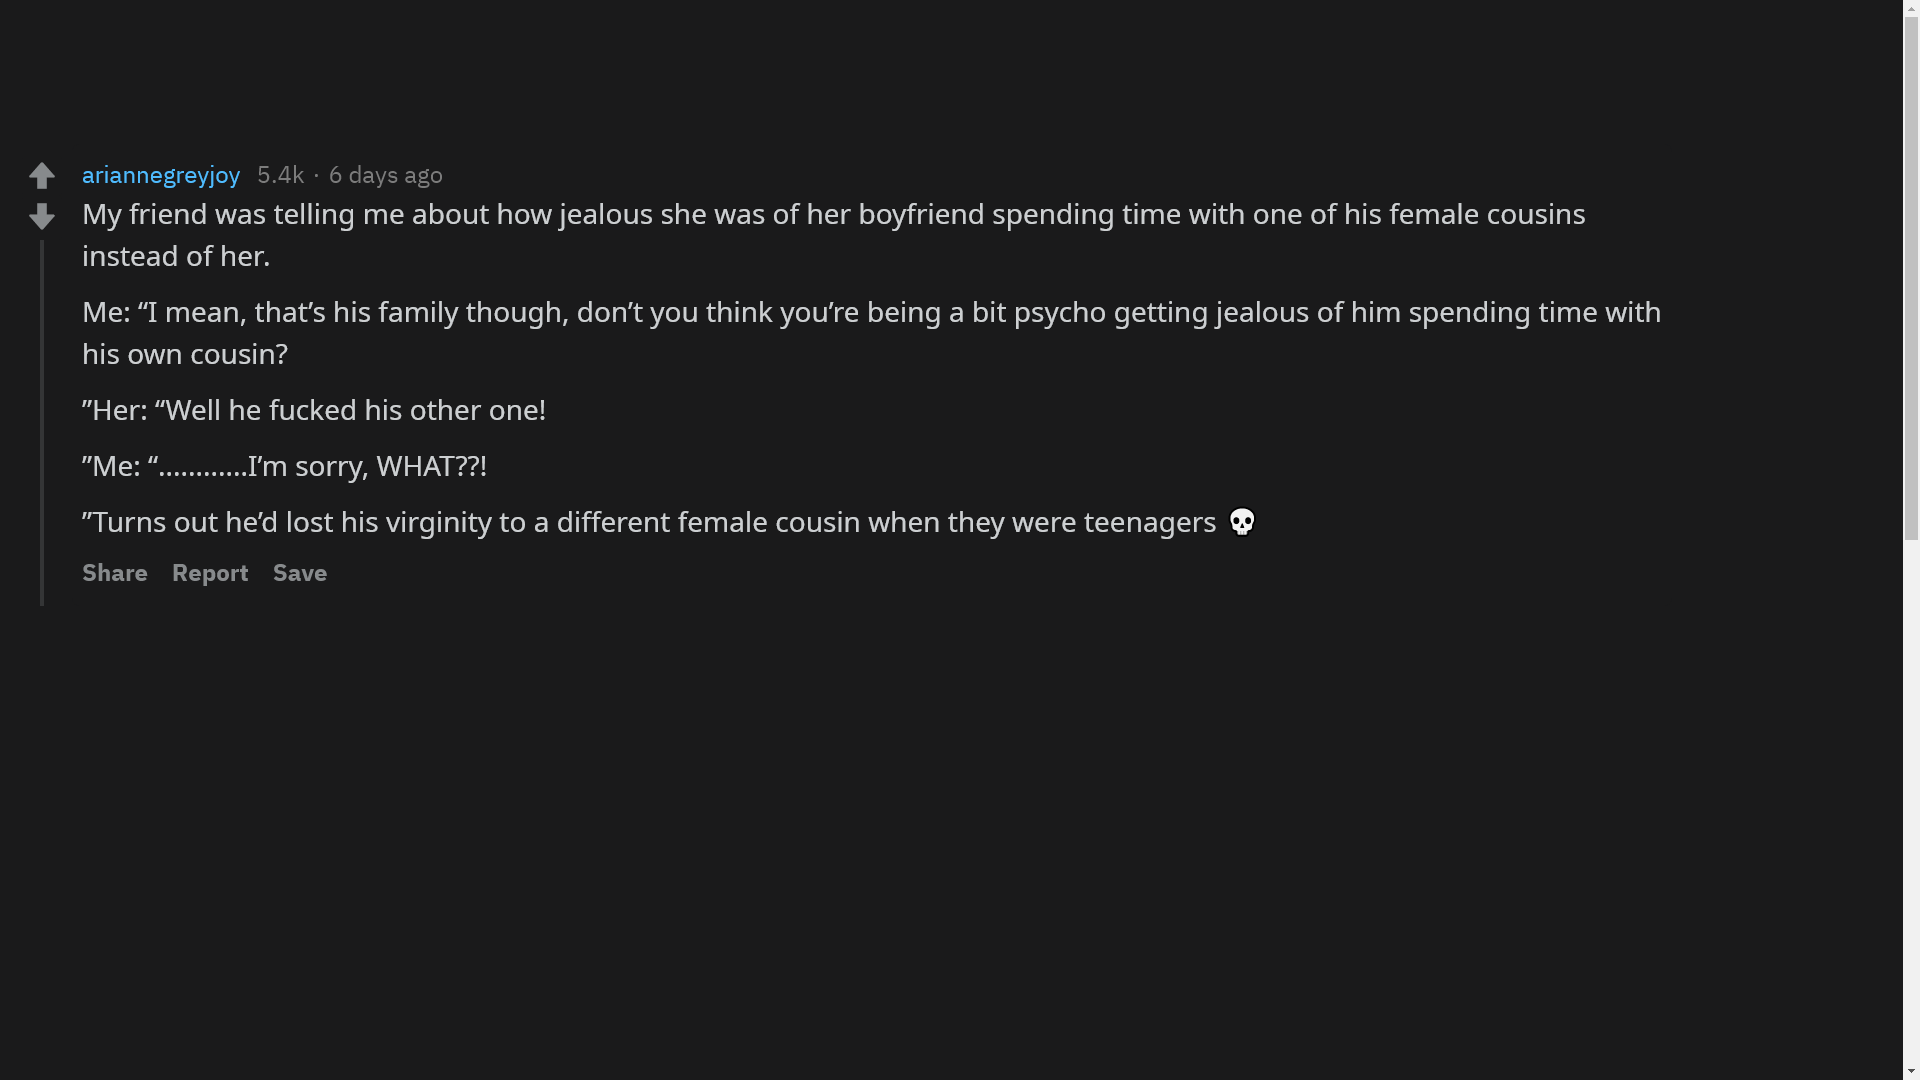 ariannegreyjoy 5.4k · 6 days ago
My friend was telling me about how jealous she was of her boyfriend spending time with one of his female cousins
instead of her.
Me: “I mean, that’s his family though, don’t you think you’re being a bit psycho getting jealous of him spending time with
his own cousin?
”Her: “Well he fucked his other one!
”Me: “............I’m sorry, WHAT??!
”Turns out he’d lost his virginity to a different female cousin when they were teenagers 💀
Share Report Save